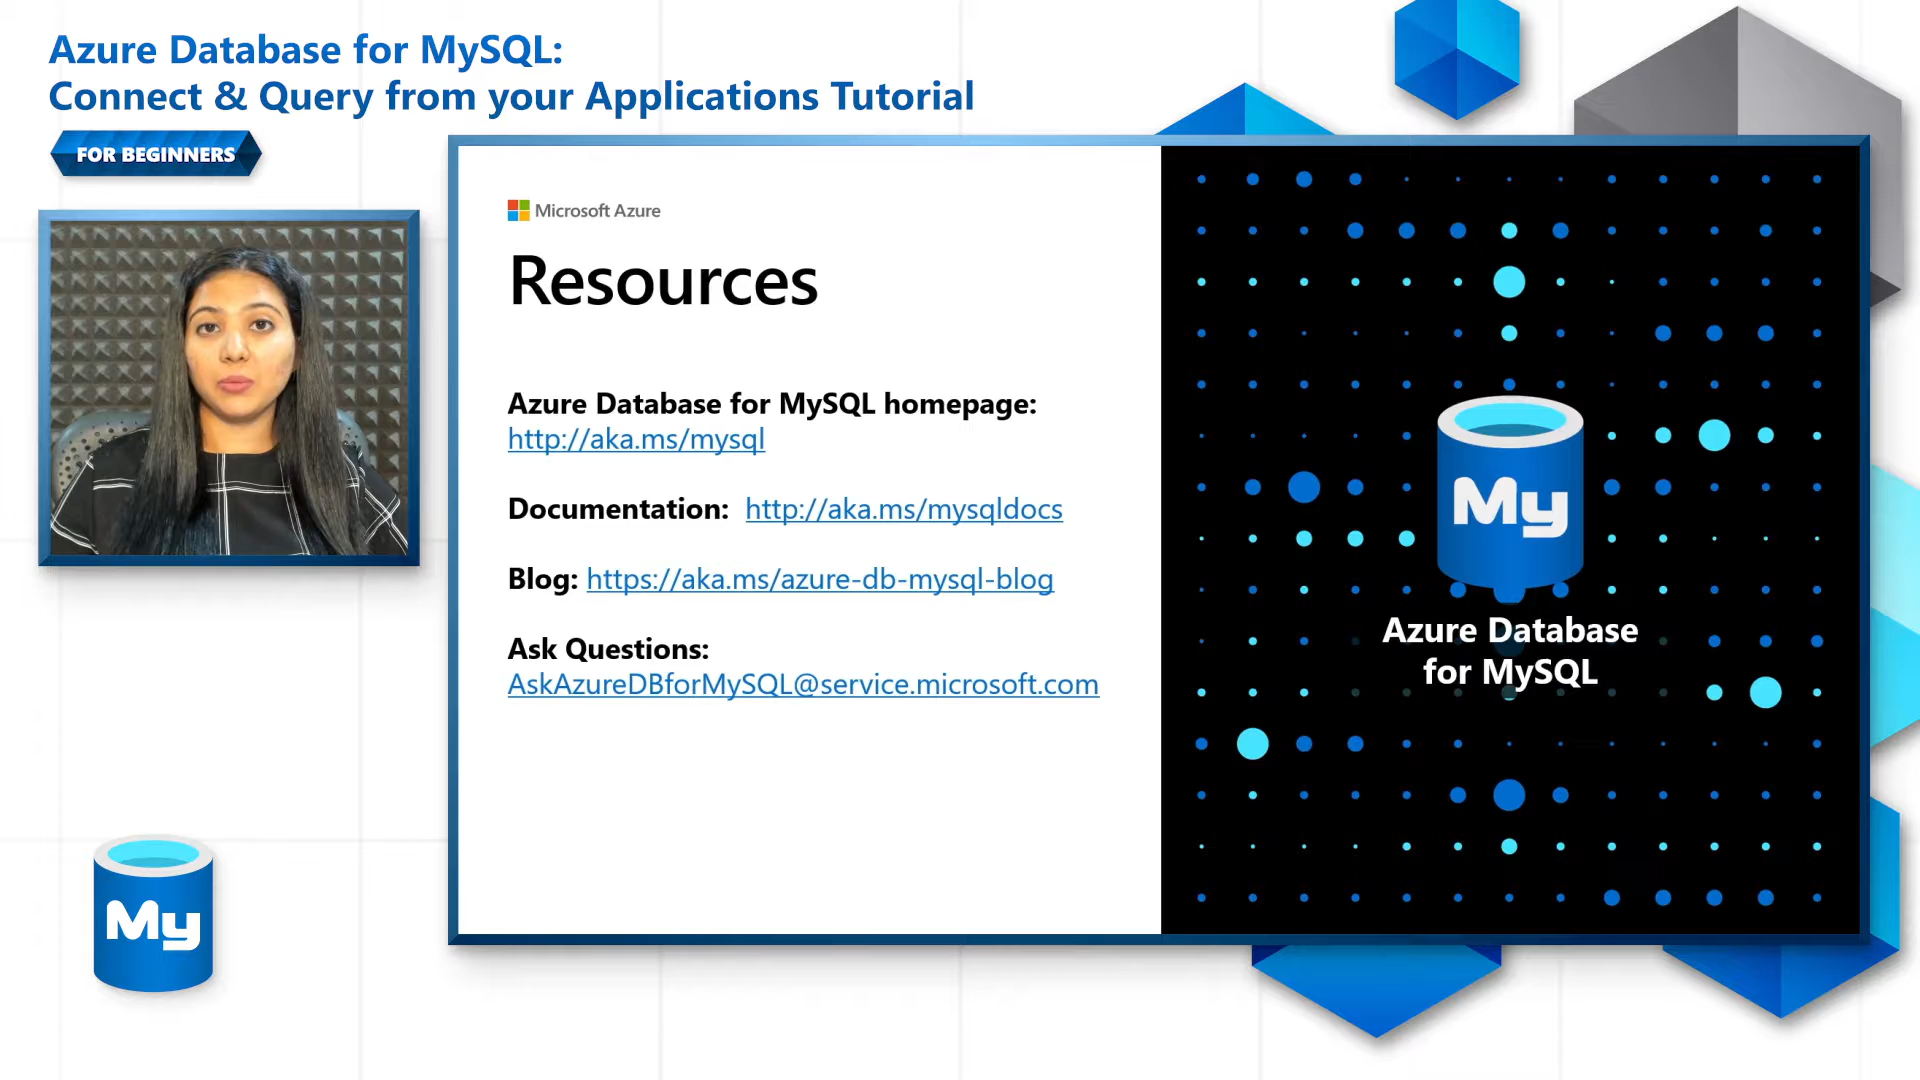 Azure Database for MySQL:
Connect & Query from your Applications Tutorial
FOR BEGINNERS
Microsoft Azure
Resources
Azure Database for MySQL homepage:
http://aka.ms/mysql
Documentation: http://aka.ms/mysqldocs
Blog: https://aka.ms/azure-db-mysql-blog
Ask Questions:
AskAzureDBforMySQL@service.microsoft.com
My
Azure Database
for MySQL
My